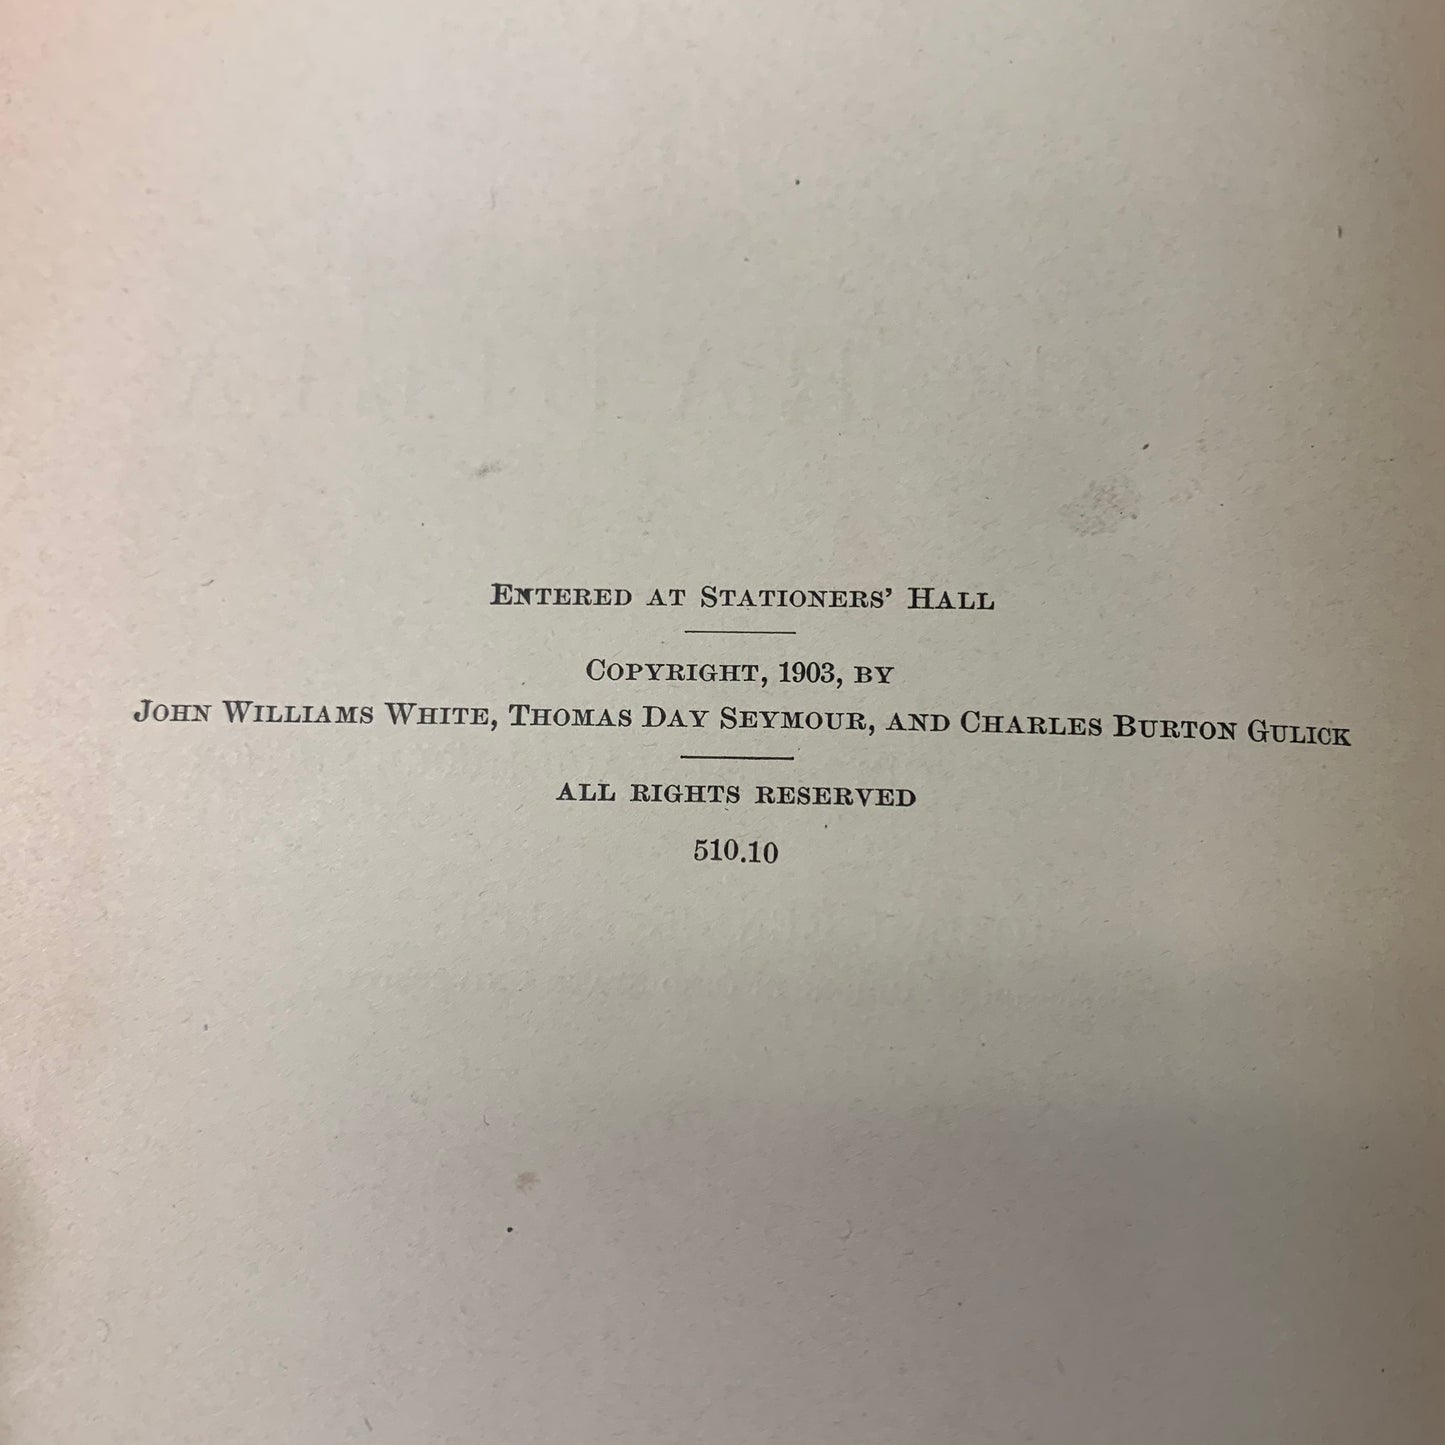 Entered at Stationers' Hall
Copyright, 1903, by
John Williams White, Thomas Day Seymour, and Charles Burton Gulick
ALL RIGHTS RESERVED
510.10